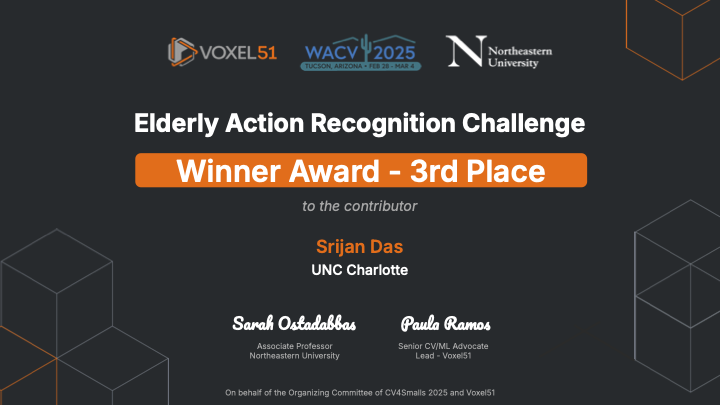 VOXEL51
WACV 2025
TUCSON, ARIZONA • FEB 28 - MAR 4
N Northeastern
University
Elderly Action Recognition Challenge
Winner Award - 3rd Place
to the contributor
Srijan Das
UNC Charlotte
Sarah Ostadabbas
Associate Professor
Northeastern University
Paula Ramos
Senior CV/ML Advocate
Lead - Voxel51
On behalf of the Organizing Committee of CV4Smalls 2025 and Voxel51